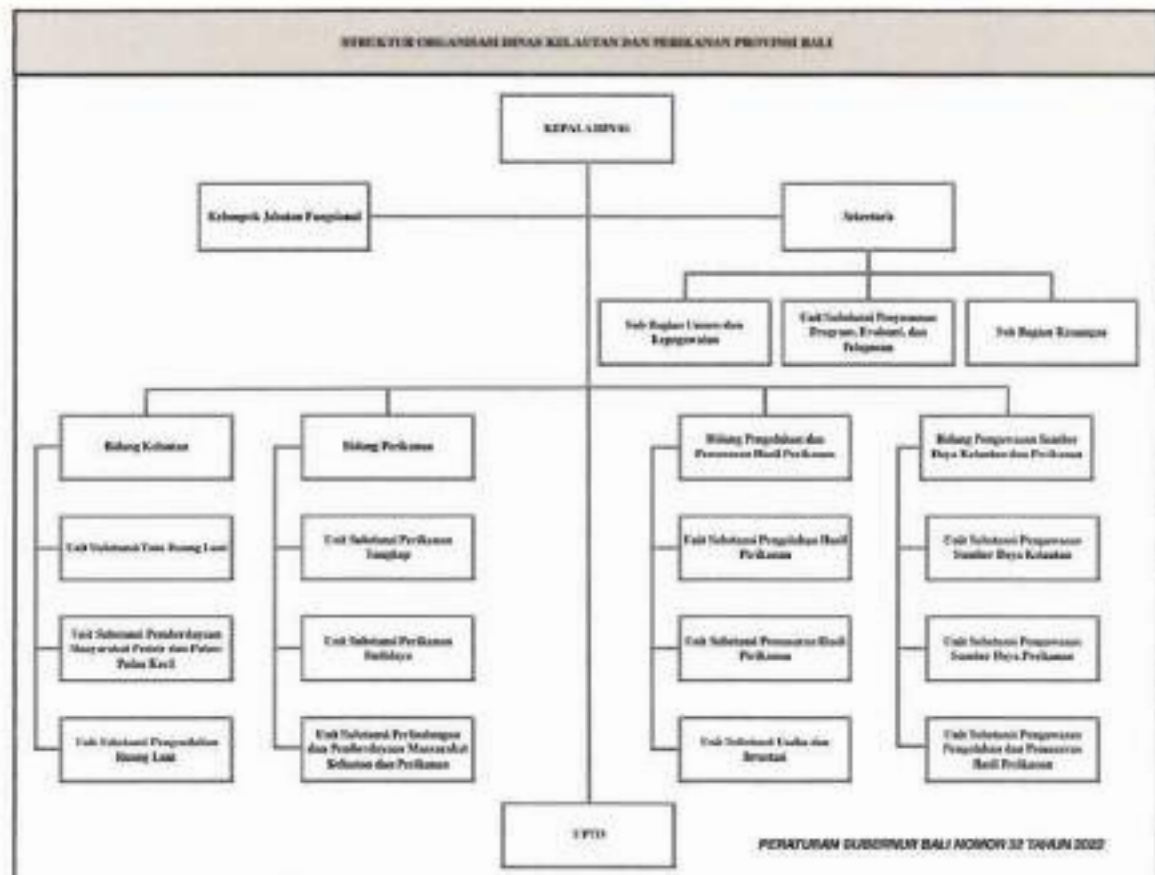 STRUKTUR ORGANISASI DINAS KELAUTAN DAN PERIKANAN PROVINSI BALI
KEPALA DINAS
Kelompok Jabatan Fungsional
Sekretaris
Sub Bagian Umum dan
Kepegawaian
Unit Substansi Penyusunan
Program, Evaluasi, dan
Pelaporan
Sub Bagian Keuangan
Bidang Kelautan
Bidang Perikanan
Bidang Pengolahan dan
Pemasaran Hasil Perikanan
Bidang Pengawasan Sumber
Daya Kelautan dan Perikanan
Unit Substansi Tata Ruang Laut
Unit Substansi Perikanan
Tangkap
Unit Substansi Pengolahan Hasil
Perikanan
Unit Substansi Pengawasan
Sumber Daya Kelautan
Unit Substansi Pemberdayaan
Masyarakat Pesisir dan Pulau-
Pulau Kecil
Unit Substansi Perikanan
Budidaya
Unit Substansi Pemasaran Hasil
Perikanan
Unit Substansi Pengawasan
Sumber Daya Perikanan
Unit Substansi Pengendalian
Ruang Laut
Unit Substansi Perlindungan
dan Pemberdayaan Masyarakat
Kelautan dan Perikanan
Unit Substansi Usaha dan
Investasi
Unit Substansi Pengawasan
Pengolahan dan Pemasaran
Hasil Perikanan
UPTD
PERATURAN GUBERNUR BALI NOMOR 32 TAHUN 2022